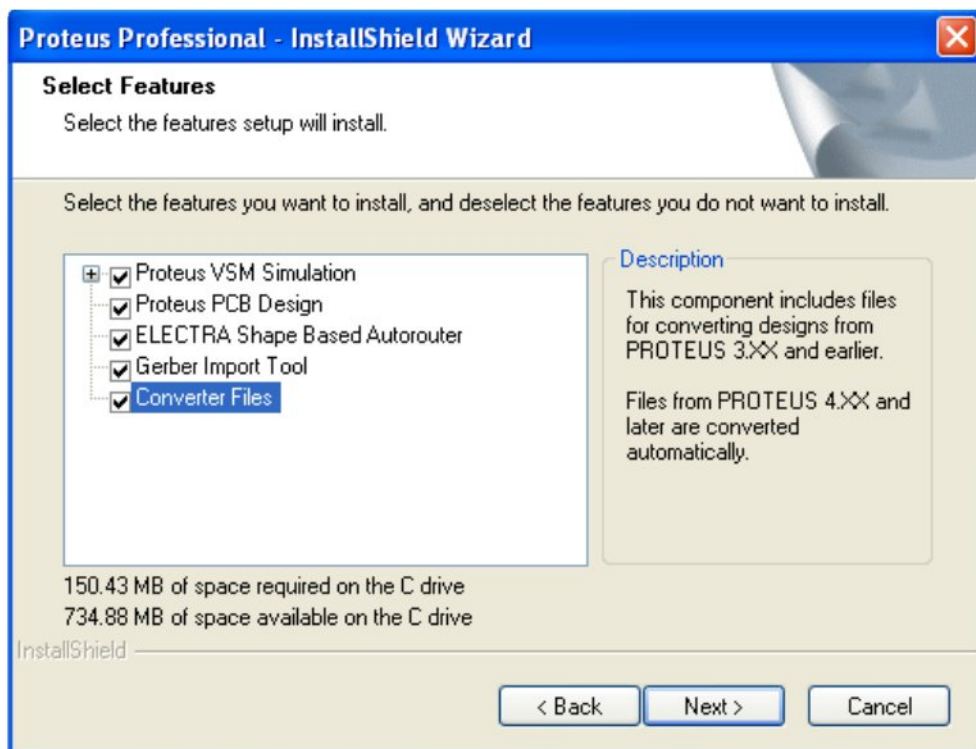 Proteus Professional - InstallShield Wizard
Select Features
Select the features setup will install.
Select the features you want to install, and deselect the features you do not want to install.
Proteus VSM Simulation
Proteus PCB Design
ELECTRA Shape Based Autorouter
Gerber Import Tool
Converter Files
Description
This component includes files
for converting designs from
PROTEUS 3.XX and earlier.
Files from PROTEUS 4.XX and
later are converted
automatically.
150.43 MB of space required on the C drive
734.88 MB of space available on the C drive
InstallShield
< Back
Next >
Cancel